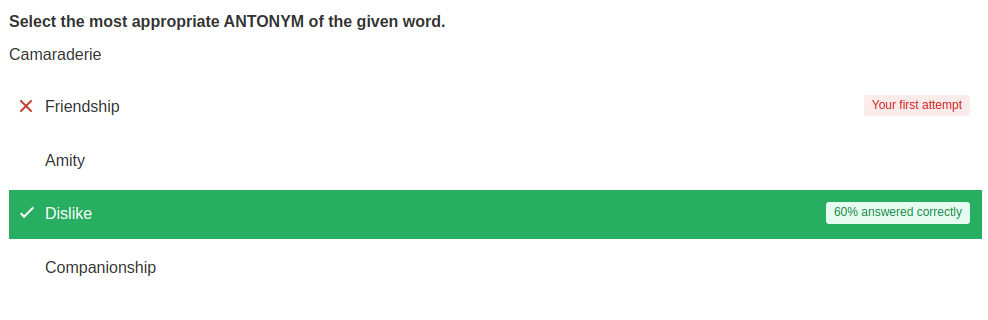 Select the most appropriate ANTONYM of the given word.
Camaraderie
Friendship
Your first attempt
Amity
Dislike
60% answered correctly
Companionship